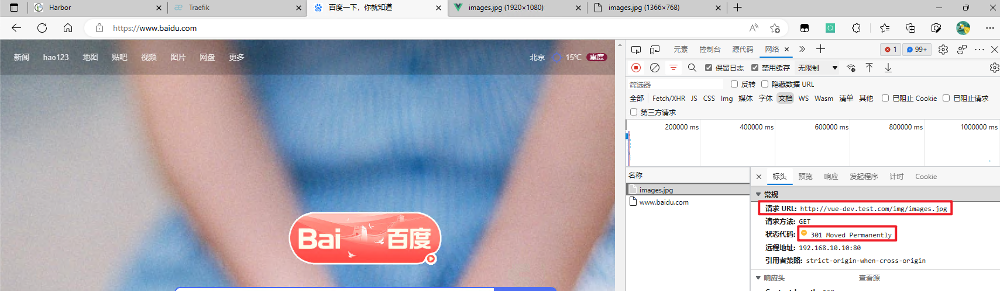 Harbor
Traefik
百度一下，你就知道
images.jpg (1920×1080)
images.jpg (1366×768)
https://www.baidu.com
新闻 hao123 地图 贴吧 视频 图片 网盘 更多
北京 15℃ 重度
元素 控制台 源代码 网络
1 99+
保留日志 禁用缓存 无限制
筛选器 反转 隐藏数据 URL
全部 Fetch/XHR JS CSS Img 媒体 字体 文档 WS Wasm 清单 其他 已阻止 Cookie 已阻止请求
第三方请求
200000 ms 400000 ms 600000 ms 800000 ms 1000000 ms
名称
images.jpg
www.baidu.com
标头 预览 响应 发起程序 计时 Cookie
常规
请求 URL: http://vue-dev.test.com/img/images.jpg
请求方法: GET
状态代码: 301 Moved Permanently
远程地址: 192.168.10.10:80
引用者策略: strict-origin-when-cross-origin
响应头 查看源
Bai 百度